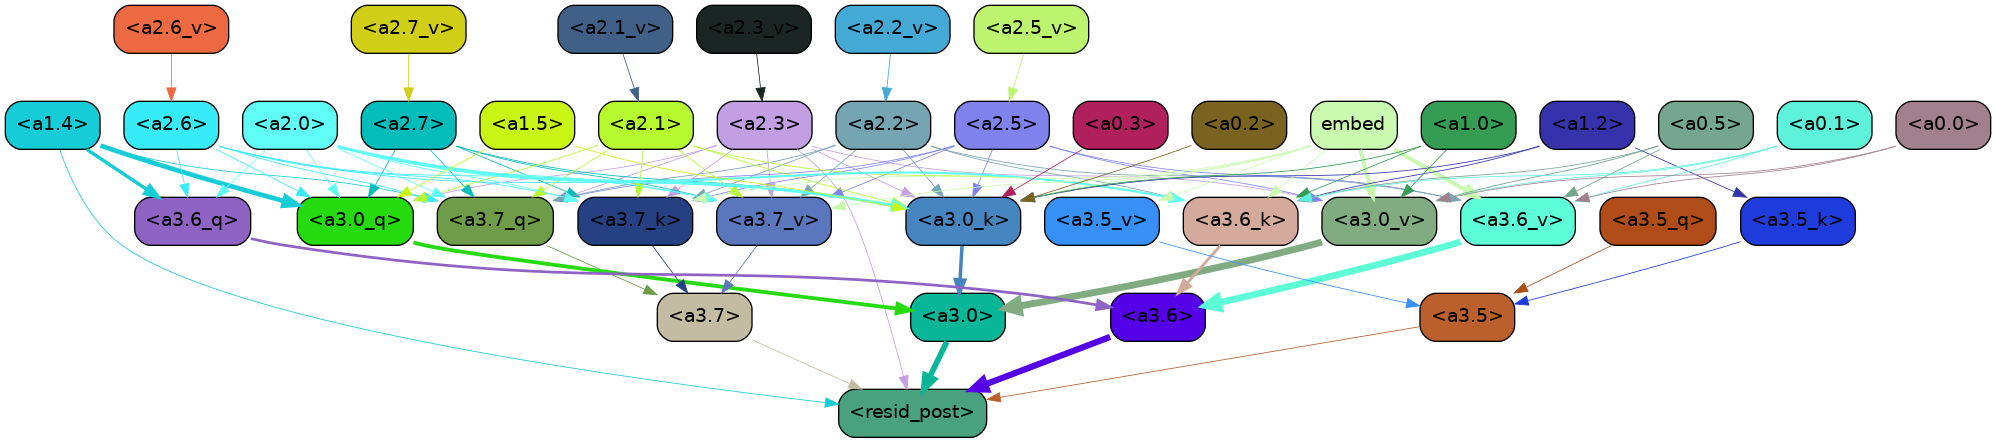 <a2.6_v> <a2.7_v> <a2.1_v> <a2.3_v> <a2.2_v> <a2.5_v>
<a1.4> <a2.6> <a2.0> <a2.7> <a1.5> <a2.1> <a2.3> <a2.2> <a2.5> <a0.3> <a0.2> embed <a1.0> <a1.2> <a0.5> <a0.1> <a0.0>
<a3.6_q> <a3.0_q> <a3.7_q> <a3.7_k> <a3.7_v> <a3.0_k> <a3.5_v> <a3.6_k> <a3.0_v> <a3.6_v> <a3.5_q> <a3.5_k>
<a3.7> <a3.0> <a3.6> <a3.5>
<resid_post>